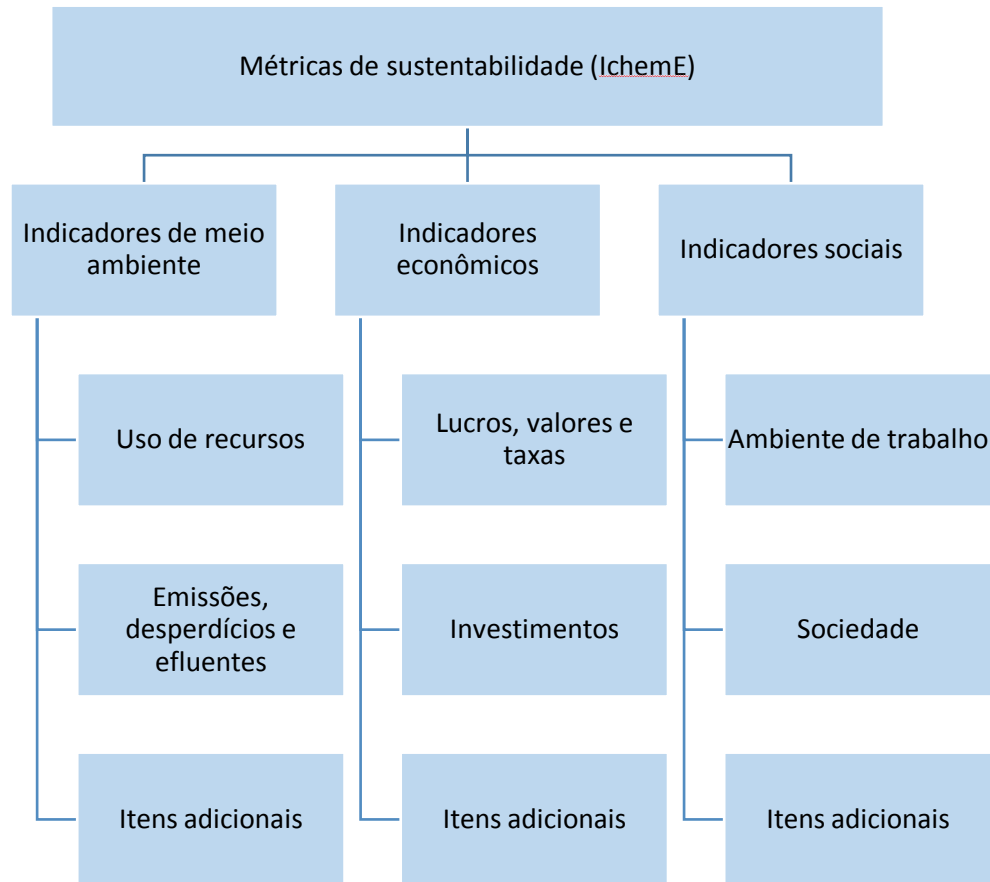 Métricas de sustentabilidade (IchemE)
Indicadores de meio
ambiente
Indicadores
econômicos
Indicadores sociais
Uso de recursos
Lucros, valores e
taxas
Ambiente de trabalho
Emissões,
desperdícios e
efluentes
Investimentos
Sociedade
Itens adicionais
Itens adicionais
Itens adicionais